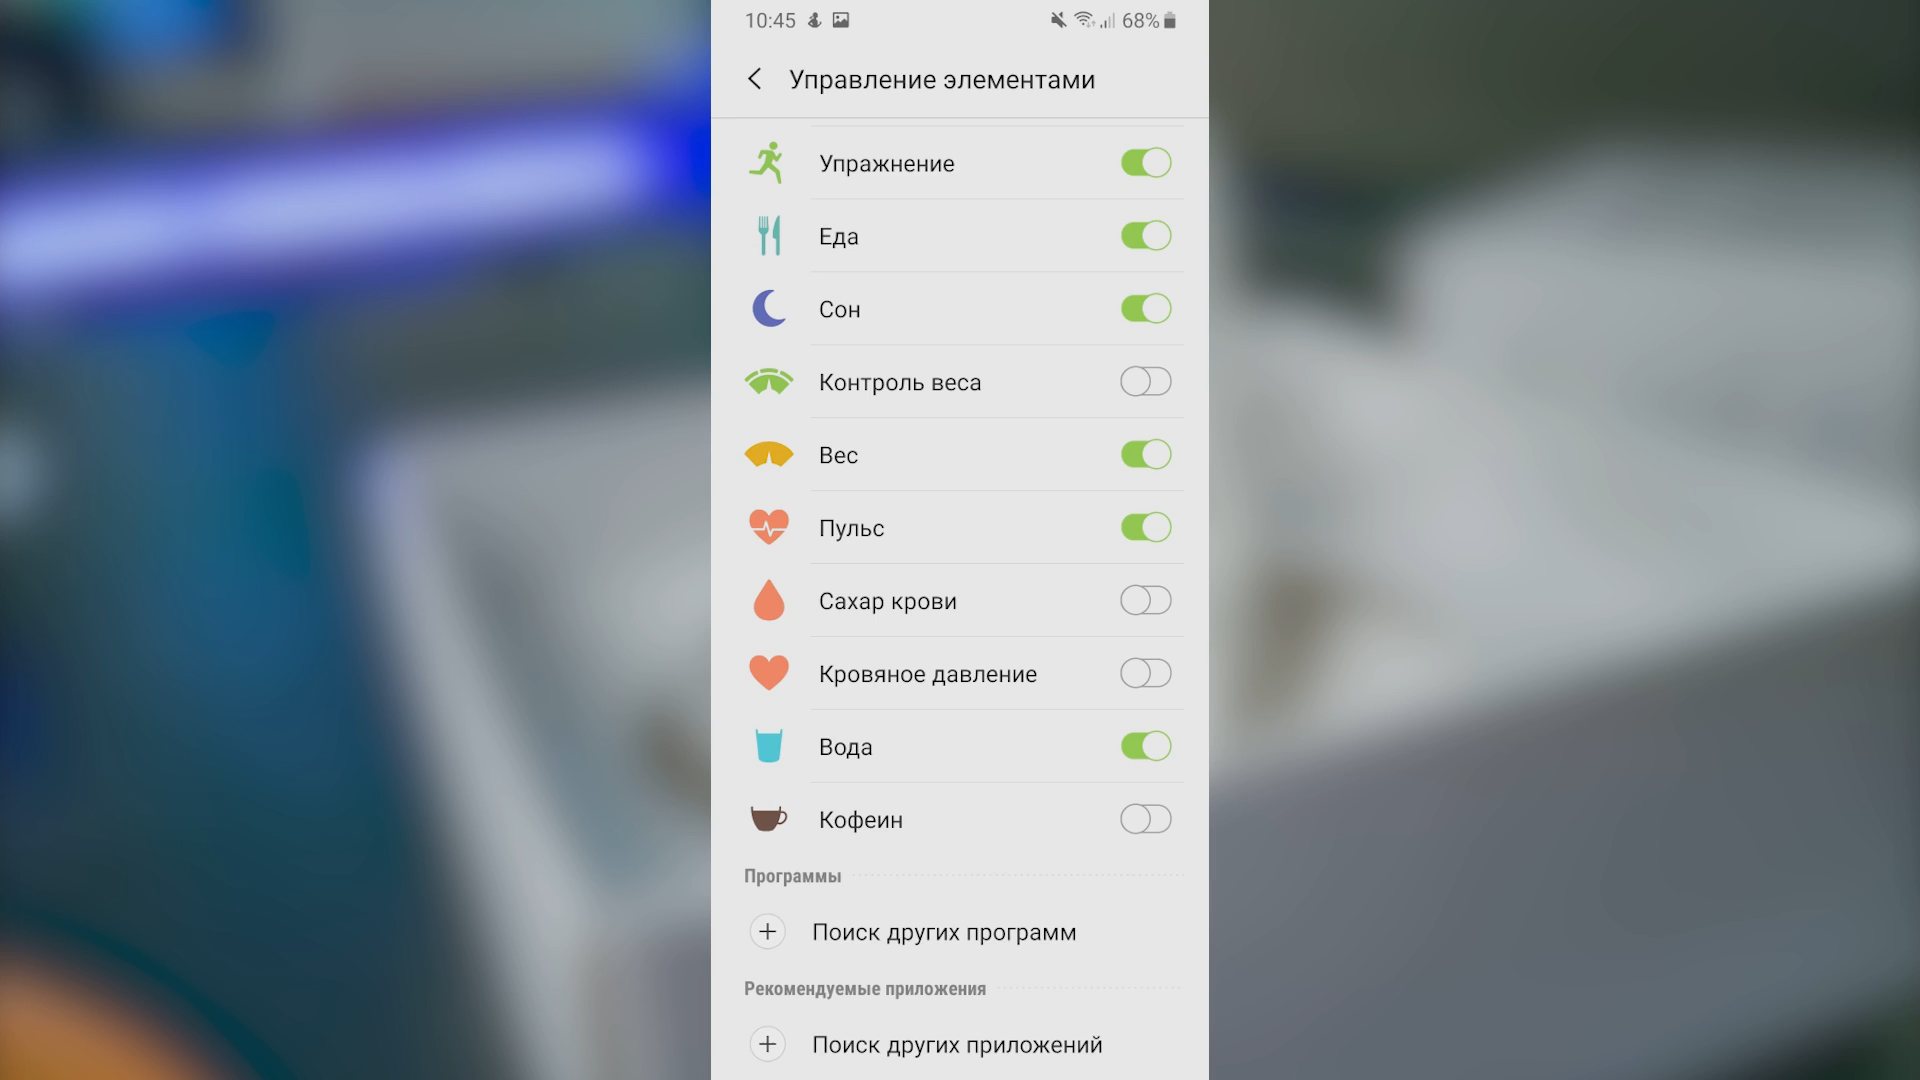 10:45 68%
Управление элементами
Упражнение
Еда
Сон
Контроль веса
Вес
Пульс
Сахар крови
Кровяное давление
Вода
Кофеин
Программы
Поиск других программ
Рекомендуемые приложения
Поиск других приложений